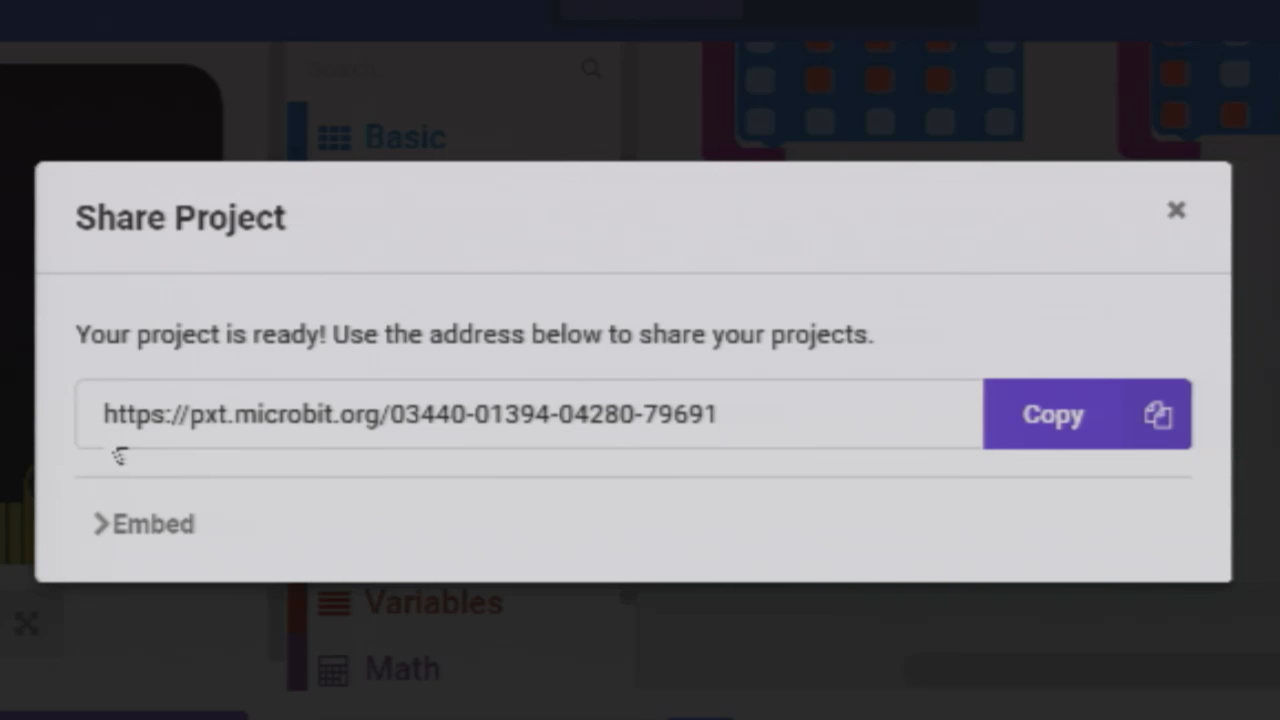 Search...
Basic
Share Project
Your project is ready! Use the address below to share your projects.
https://pxt.microbit.org/03440-01394-04280-79691
Copy
Embed
Variables
Math